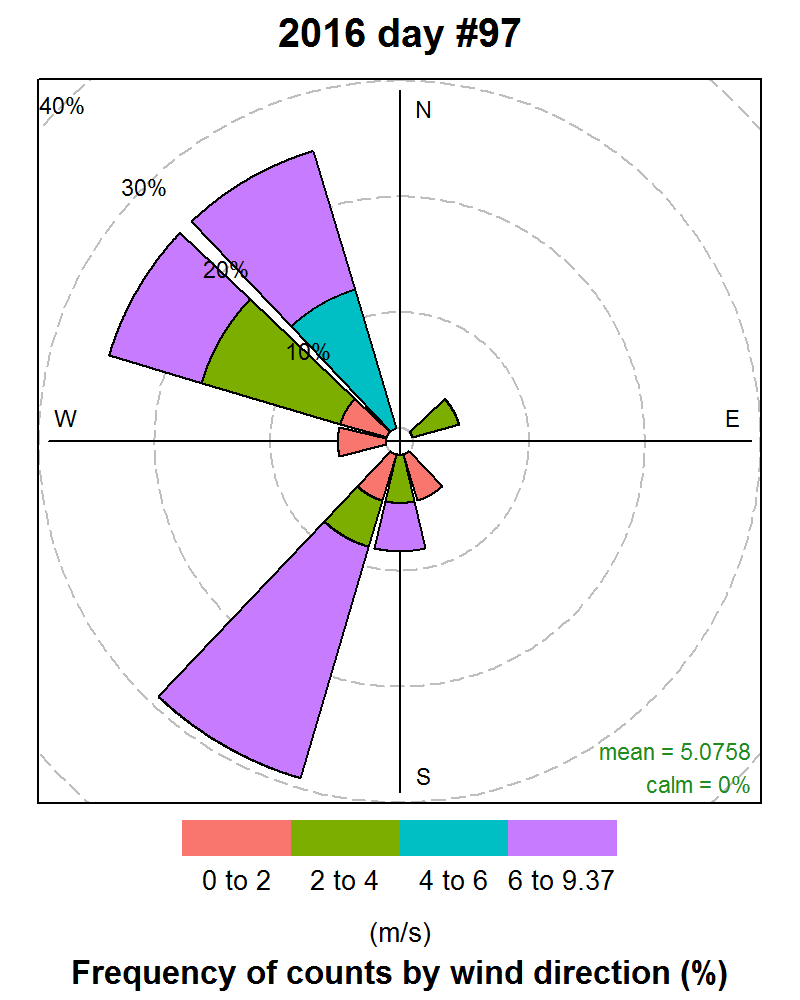 2016 day #97
40%
N
30%
20%
10%
W
E
S
mean = 5.0758
calm = 0%
0 to 2
2 to 4
4 to 6
6 to 9.37
(m/s)
Frequency of counts by wind direction (%)